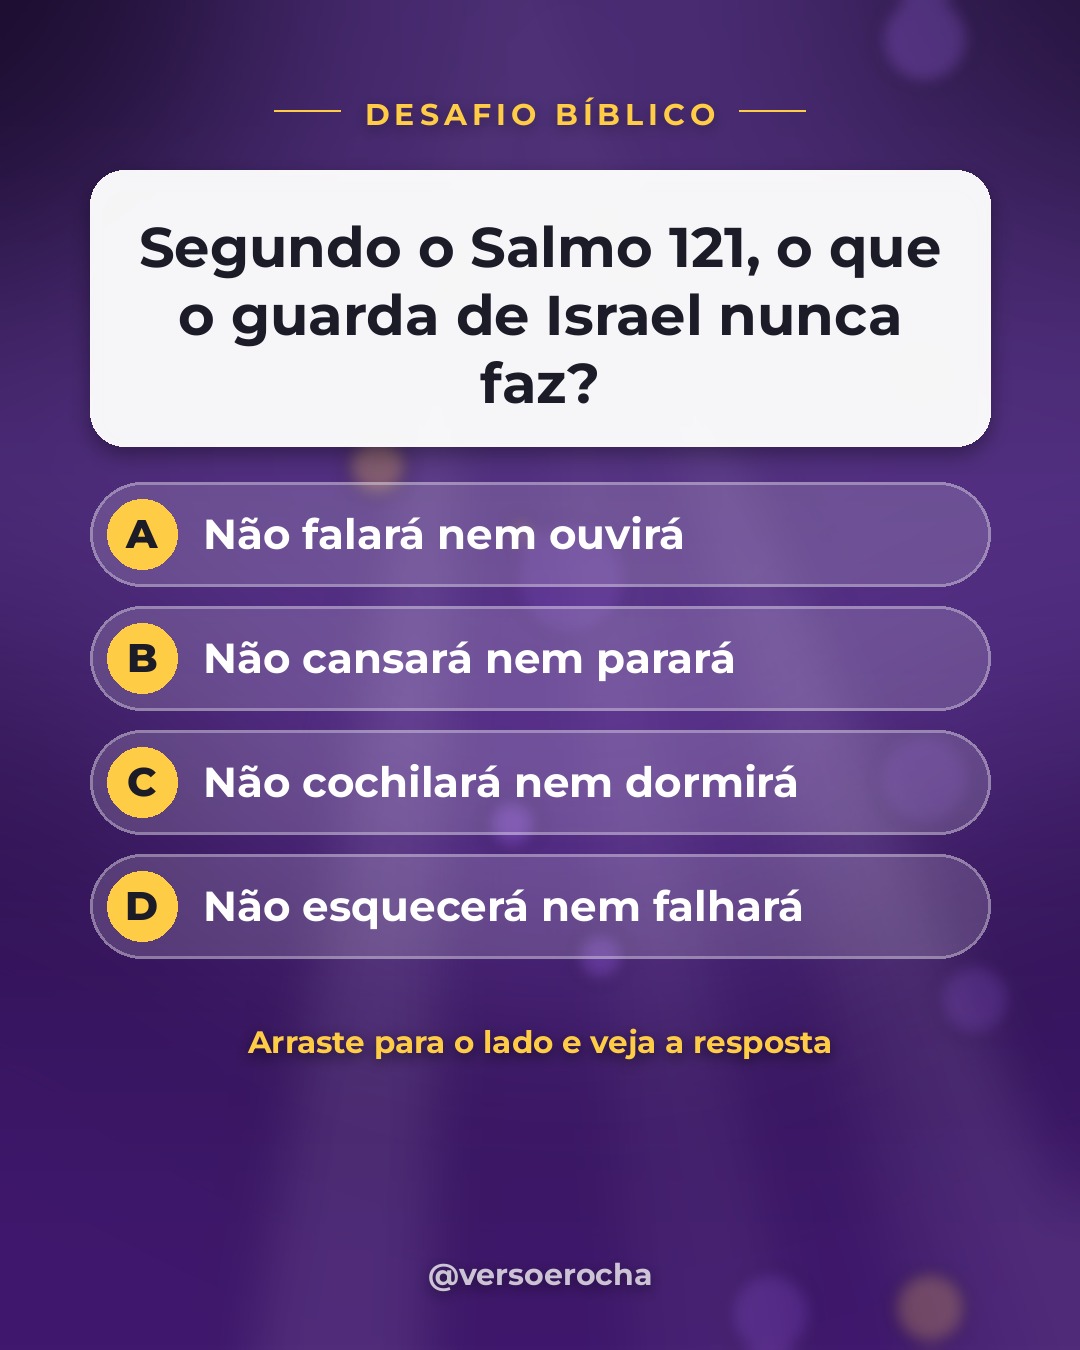 DESAFIO BÍBLICO
Segundo o Salmo 121, o que
o guarda de Israel nunca
faz?
A Não falará nem ouvirá
B Não cansará nem parará
C Não cochilará nem dormirá
D Não esquecerá nem falhará
Arraste para o lado e veja a resposta
@versoerocha